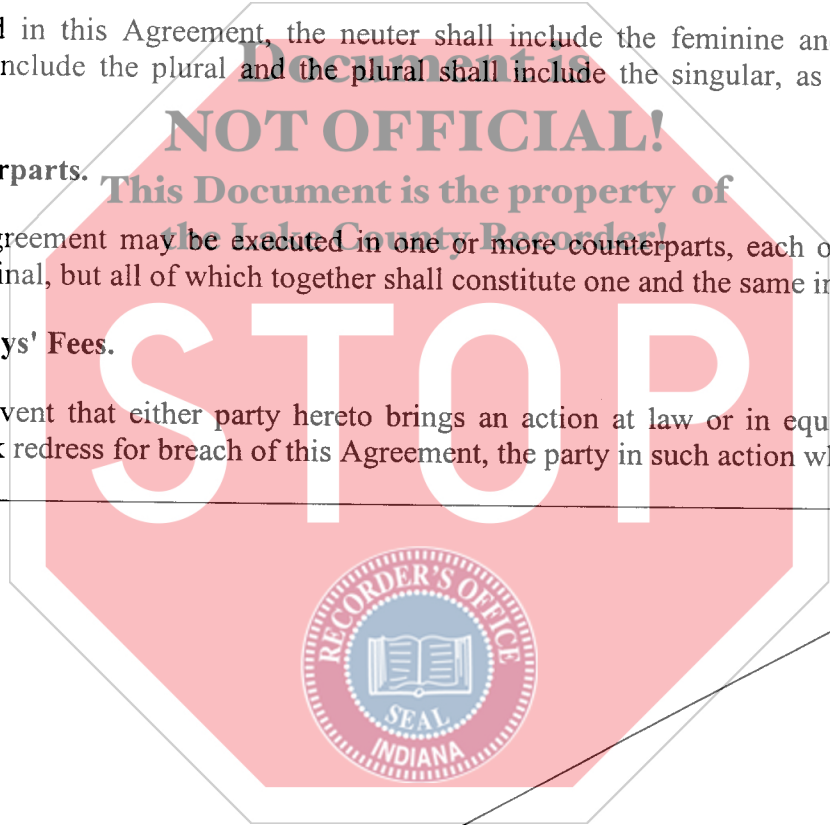 d in this Agreement, the neuter shall include the feminine an
nclude the plural and the plural shall include the singular, as
Document is
NOT OFFICIAL!
rparts.
This Document is the property of
the Lake County Recorder!
greement may be executed in one or more counterparts, each o
inal, but all of which together shall constitute one and the same in
ys' Fees.
STOP
vent that either party hereto brings an action at law or in equ
k redress for breach of this Agreement, the party in such action wh
RECORDER'S OFFICE
SEAL
INDIANA